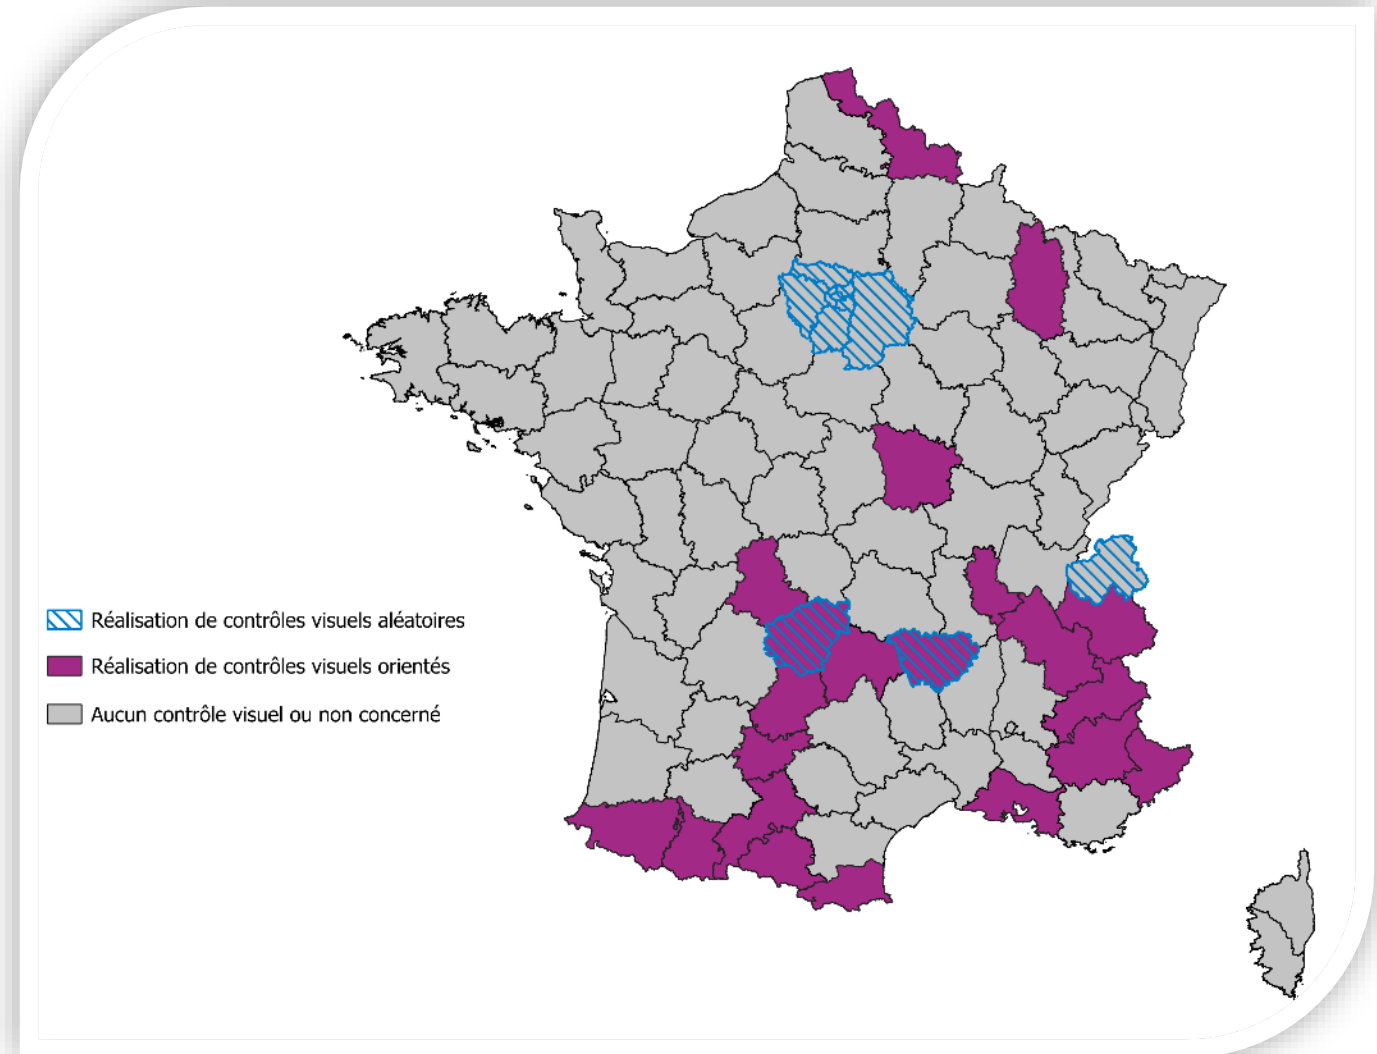 Réalisation de contrôles visuels aléatoires
Réalisation de contrôles visuels orientés
Aucun contrôle visuel ou non concerné